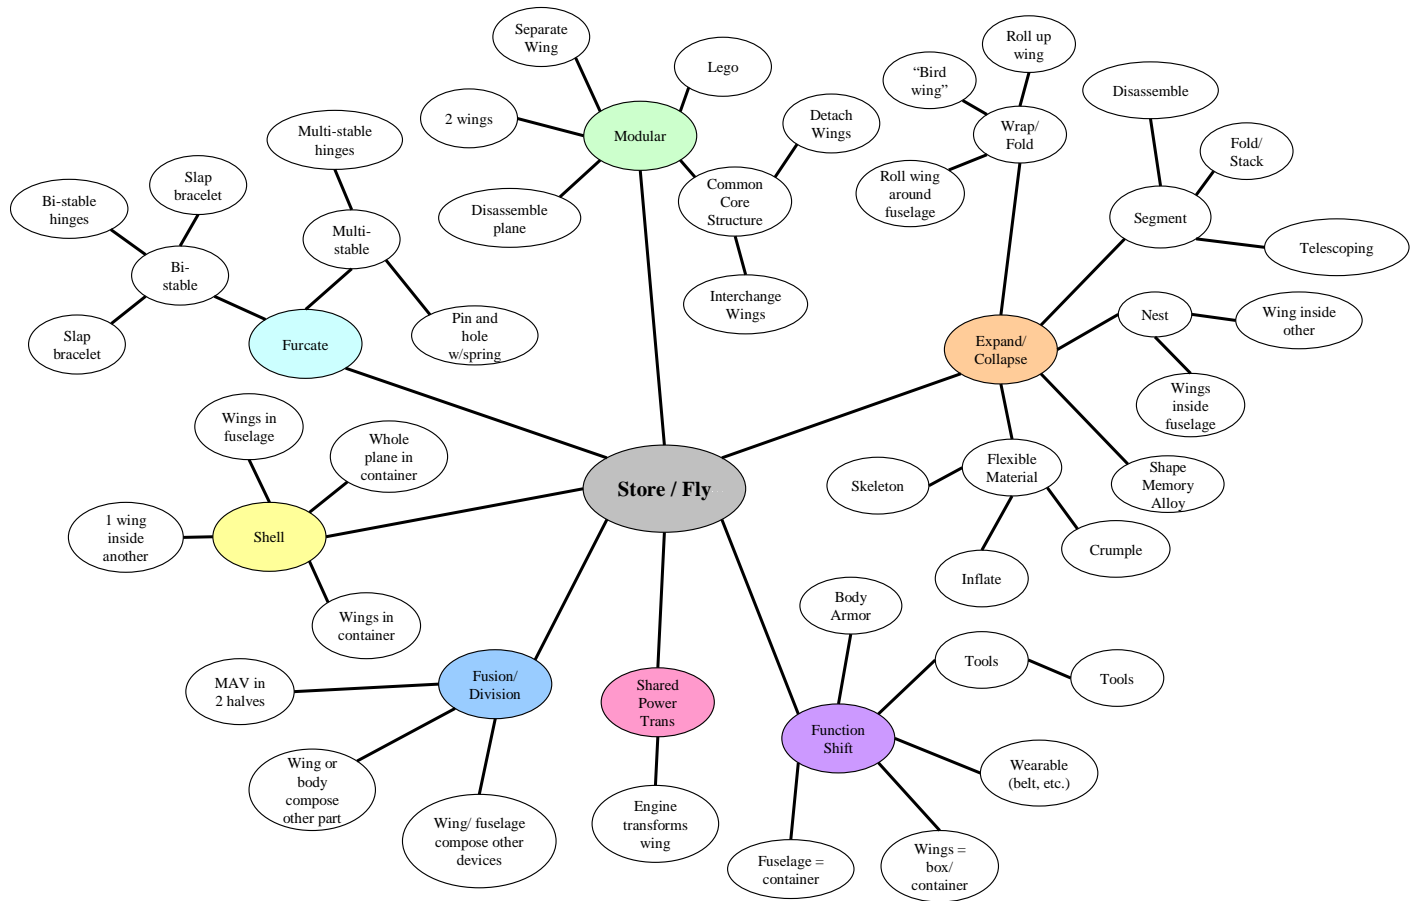 Separate
Wing
Lego
2 wings
Modular
Detach
Wings
Disassemble
plane
Common
Core
Structure
Interchange
Wings
Roll up
wing
“Bird
wing”
Wrap/
Fold
Roll wing
around
fuselage
Disassemble
Fold/
Stack
Segment
Telescoping
Multi-stable
hinges
Slap
bracelet
Bi-stable
hinges
Multi-
stable
Bi-
stable
Slap
bracelet
Furcate
Pin and
hole
w/spring
Expand/
Collapse
Nest
Wing inside
other
Wings
inside
fuselage
Flexible
Material
Skeleton
Shape
Memory
Alloy
Crumple
Inflate
Wings in
fuselage
Whole
plane in
container
1 wing
inside
another
Shell
Wings in
container
Store / Fly
Fusion/
Division
MAV in
2 halves
Wing or
body
compose
other part
Wing/ fuselage
compose other
devices
Shared
Power
Trans
Engine
transforms
wing
Body
Armor
Tools
Tools
Function
Shift
Wearable
(belt, etc.)
Fuselage =
container
Wings =
box/
container